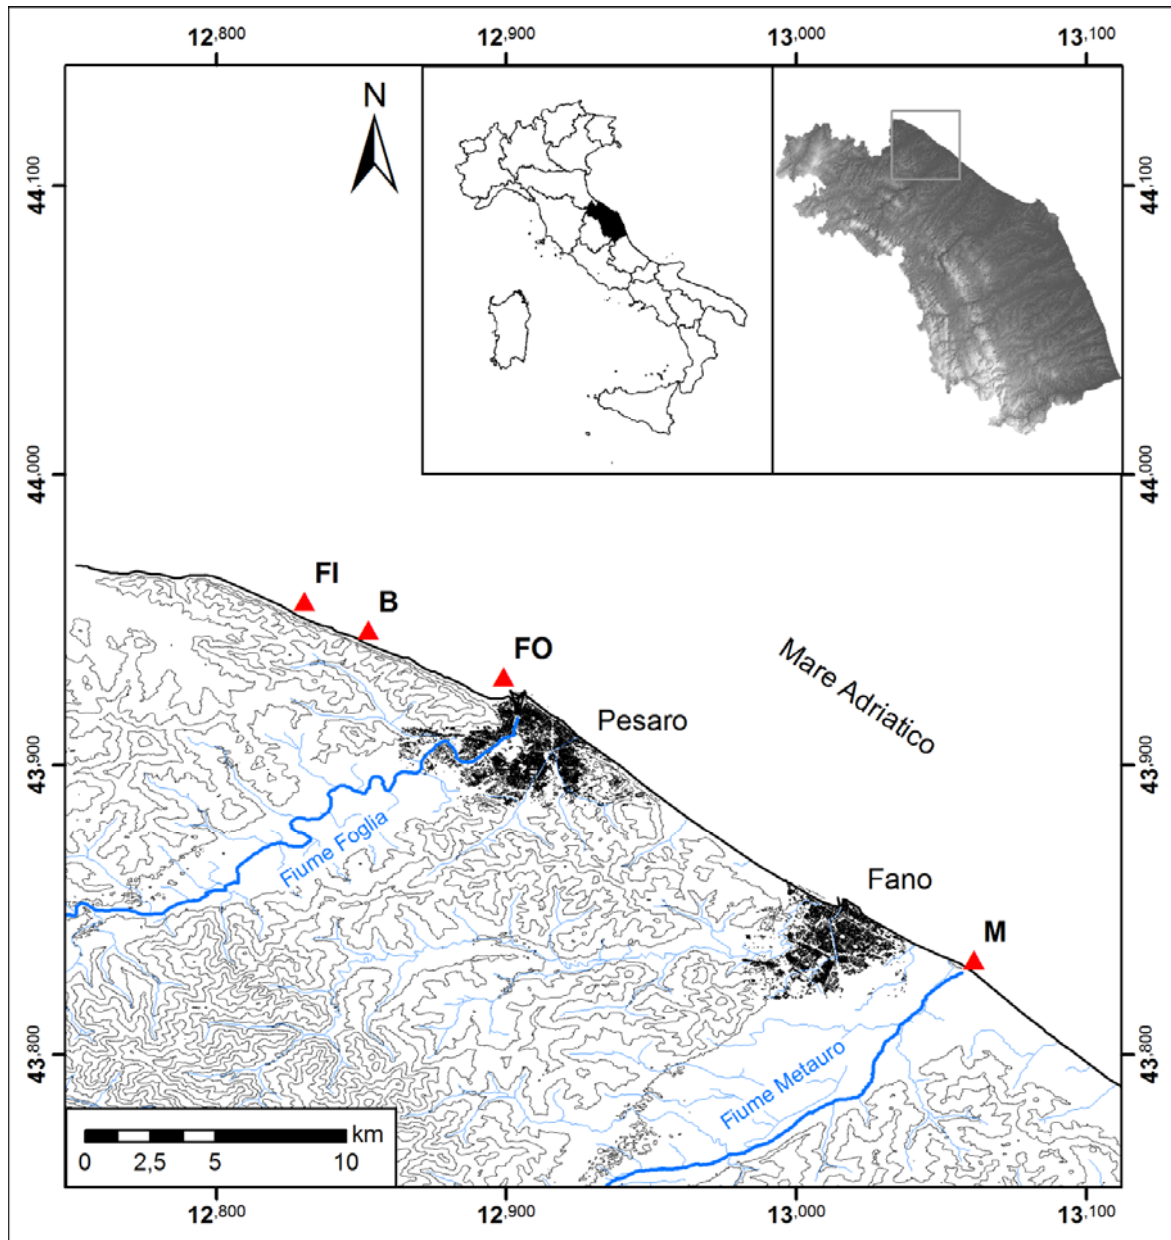 12,800 12,900 13,000 13,100
N
44,100 44,100
44,000 44,000
FI
B
FO
Mare Adriatico
Pesaro
43,900 43,900
Fiume Foglia
Fano
M
43,800 43,800
Fiume Metauro
km
0 2,5 5 10
12,800 12,900 13,000 13,100